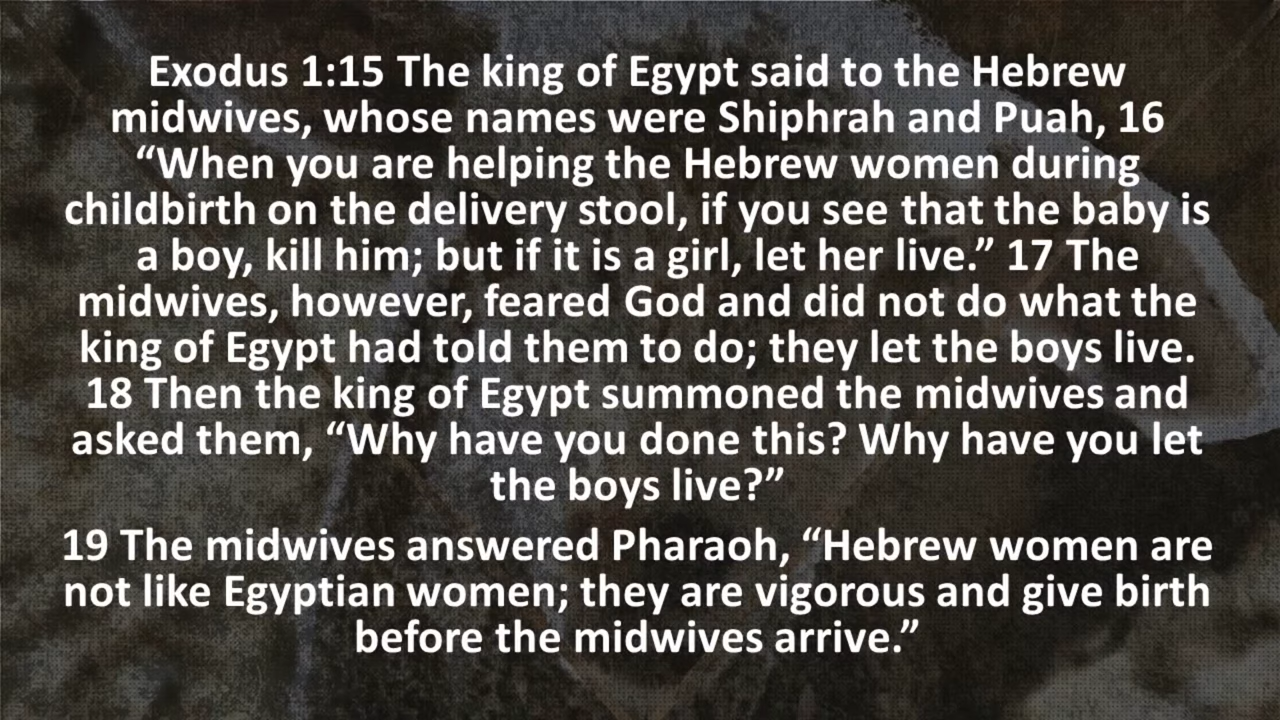 Exodus 1:15 The king of Egypt said to the Hebrew
midwives, whose names were Shiphrah and Puah, 16
“When you are helping the Hebrew women during
childbirth on the delivery stool, if you see that the baby is
a boy, kill him; but if it is a girl, let her live.” 17 The
midwives, however, feared God and did not do what the
king of Egypt had told them to do; they let the boys live.
18 Then the king of Egypt summoned the midwives and
asked them, “Why have you done this? Why have you let
the boys live?”
19 The midwives answered Pharaoh, “Hebrew women are
not like Egyptian women; they are vigorous and give birth
before the midwives arrive.”